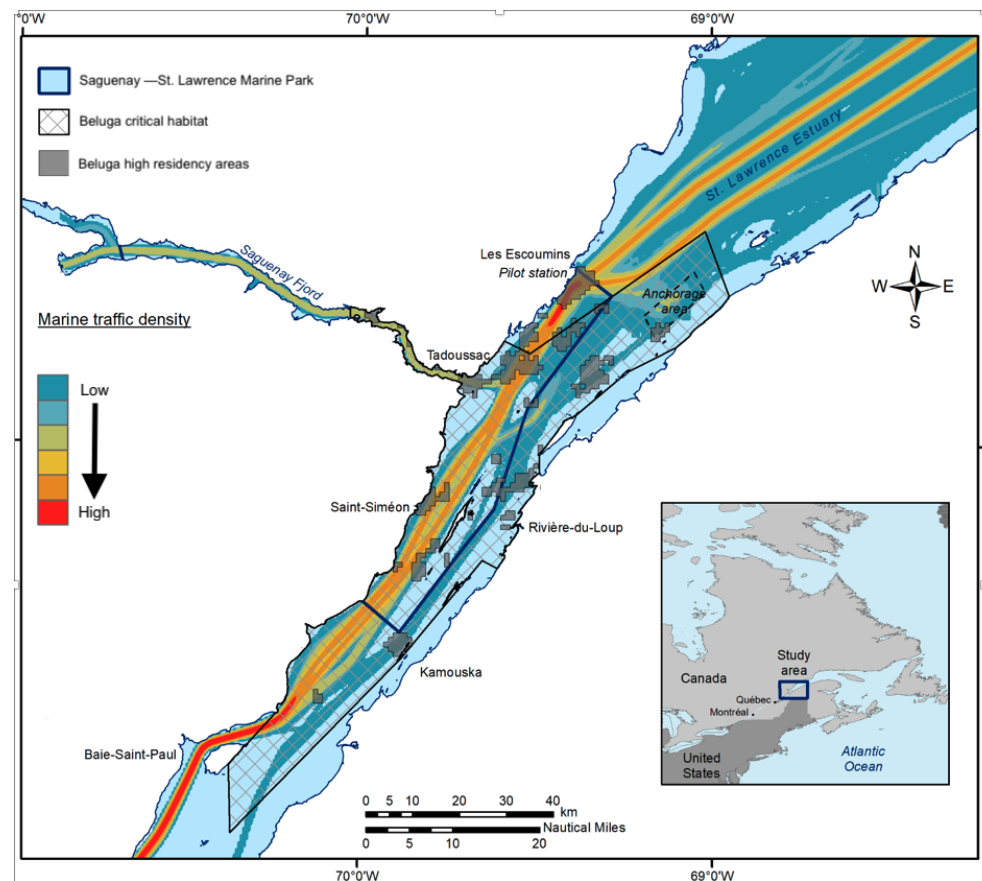 0°0'W
70°0'W
69°0'W
Saguenay —St. Lawrence Marine Park
Beluga critical habitat
Beluga high residency areas
St. Lawrence Estuary
Saguenay Fjord
Les Escoumins
Pilot station
Anchorage
area
N
W
E
S
Marine traffic density
Low
High
Tadoussac
Saint-Siméon
Rivière-du-Loup
Kamouska
Baie-Saint-Paul
Study
area
Canada
Québec
Montréal
United
States
Atlantic
Ocean
0 5 10 20 30 40
km
Nautical Miles
0 5 10 20
70°0'W
69°0'W